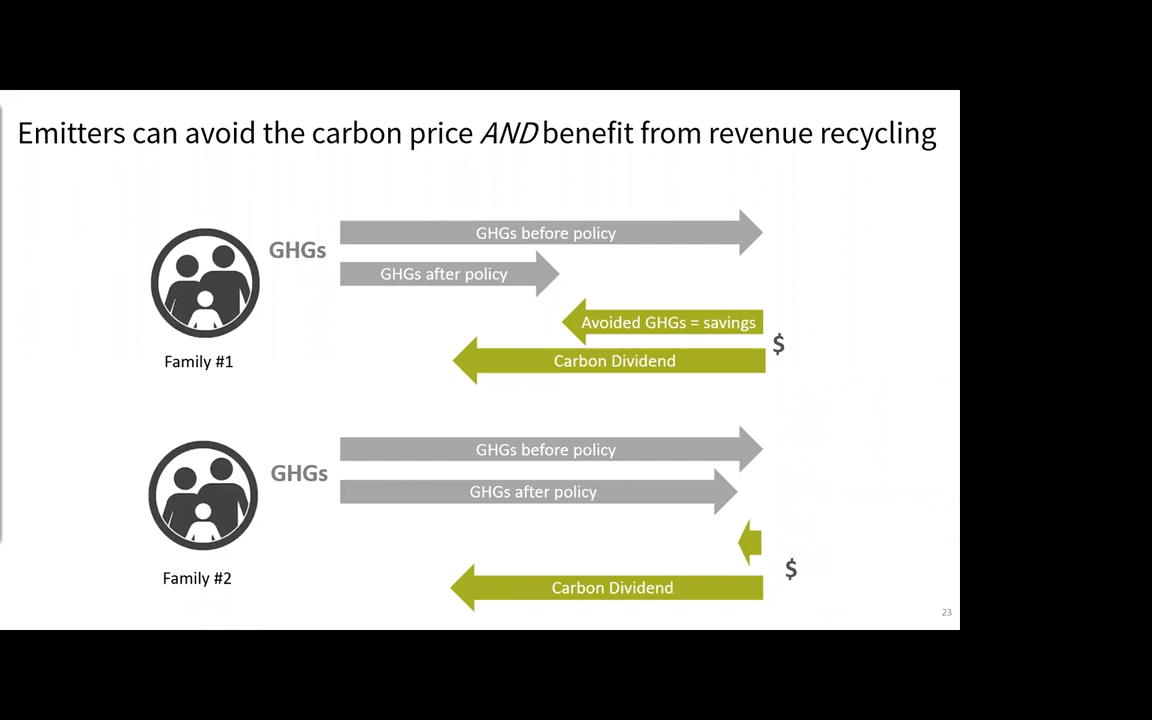 Emitters can avoid the carbon price AND benefit from revenue recycling
GHGs
GHGs before policy
GHGs after policy
Avoided GHGs = savings
$
Carbon Dividend
Family #1
GHGs
GHGs before policy
GHGs after policy
$
Carbon Dividend
Family #2
23